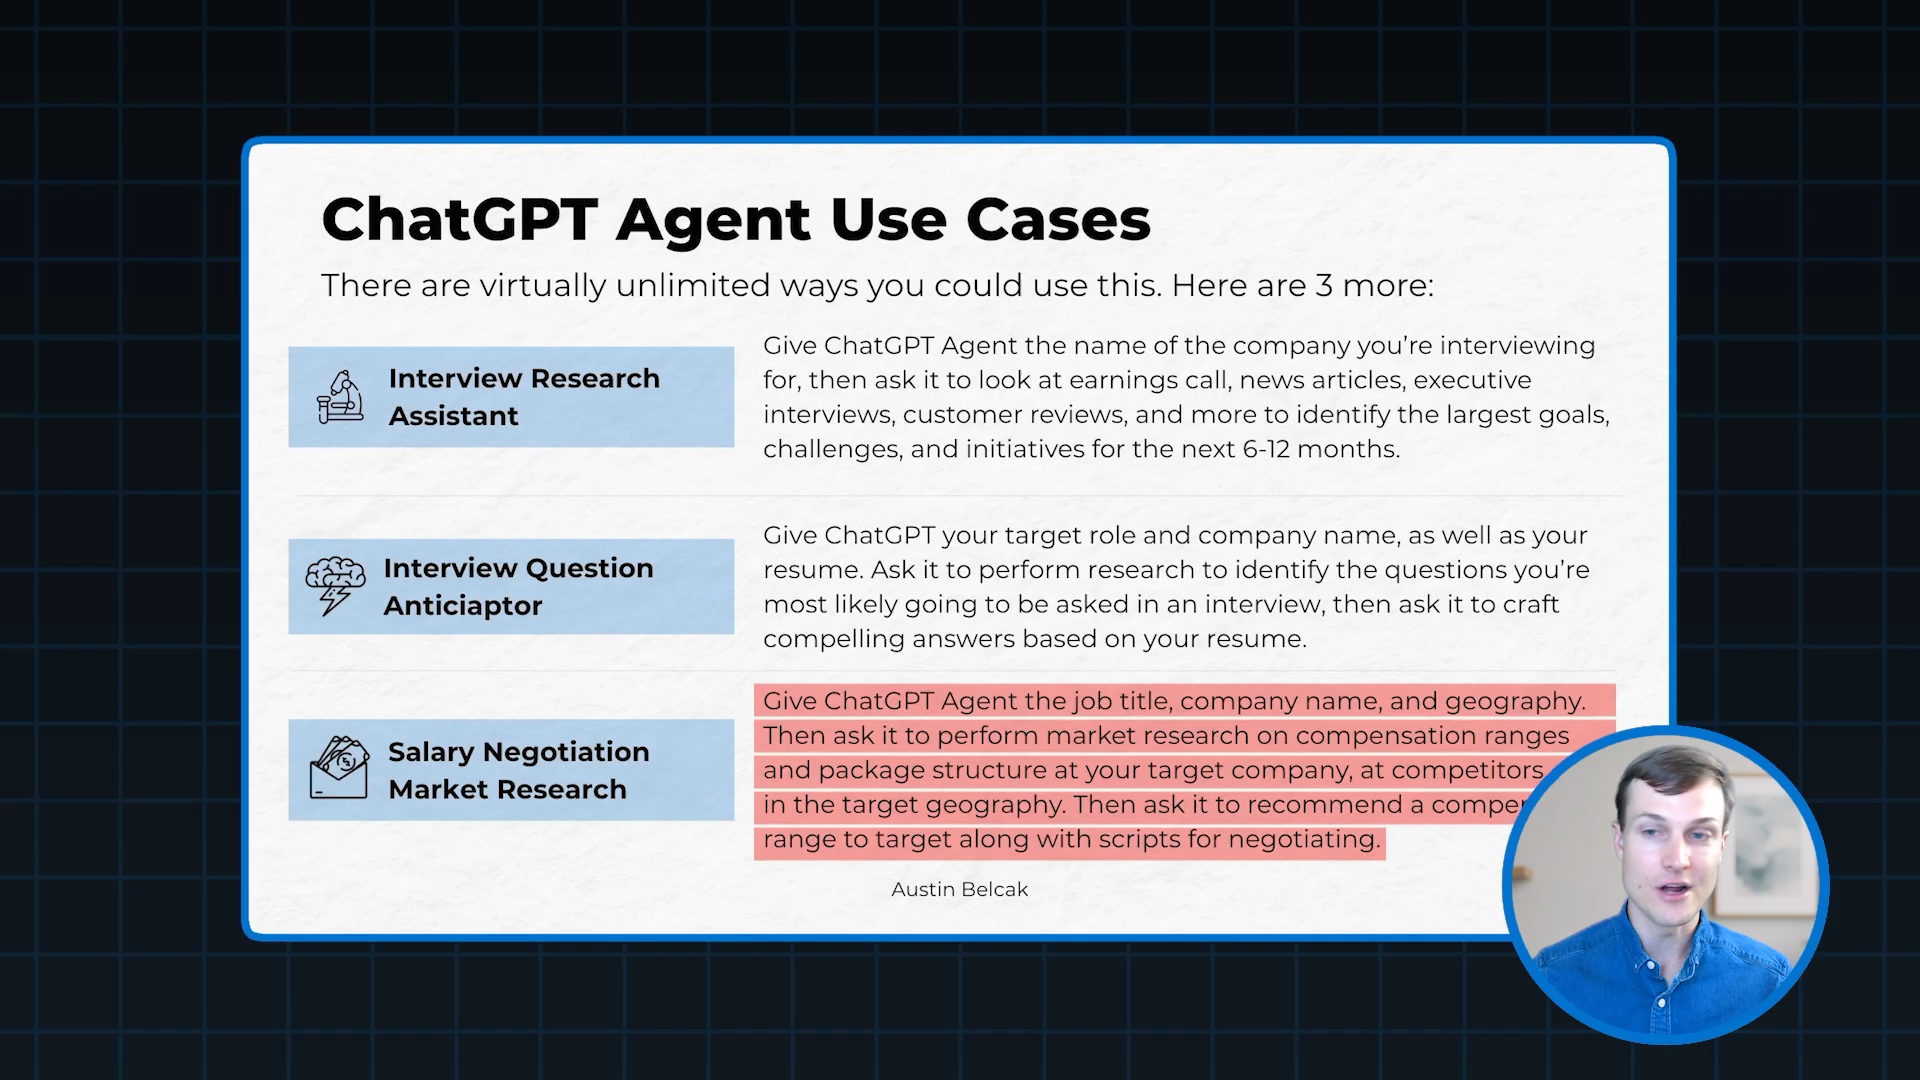 ChatGPT Agent Use Cases
There are virtually unlimited ways you could use this. Here are 3 more:
Interview Research
Assistant
Give ChatGPT Agent the name of the company you’re interviewing
for, then ask it to look at earnings call, news articles, executive
interviews, customer reviews, and more to identify the largest goals,
challenges, and initiatives for the next 6-12 months.
Interview Question
Anticiaptor
Give ChatGPT your target role and company name, as well as your
resume. Ask it to perform research to identify the questions you’re
most likely going to be asked in an interview, then ask it to craft
compelling answers based on your resume.
Salary Negotiation
Market Research
Give ChatGPT Agent the job title, company name, and geography.
Then ask it to perform market research on compensation ranges
and package structure at your target company, at competitors
in the target geography. Then ask it to recommend a
range to target along with scripts for negotiating.
Austin Belcak